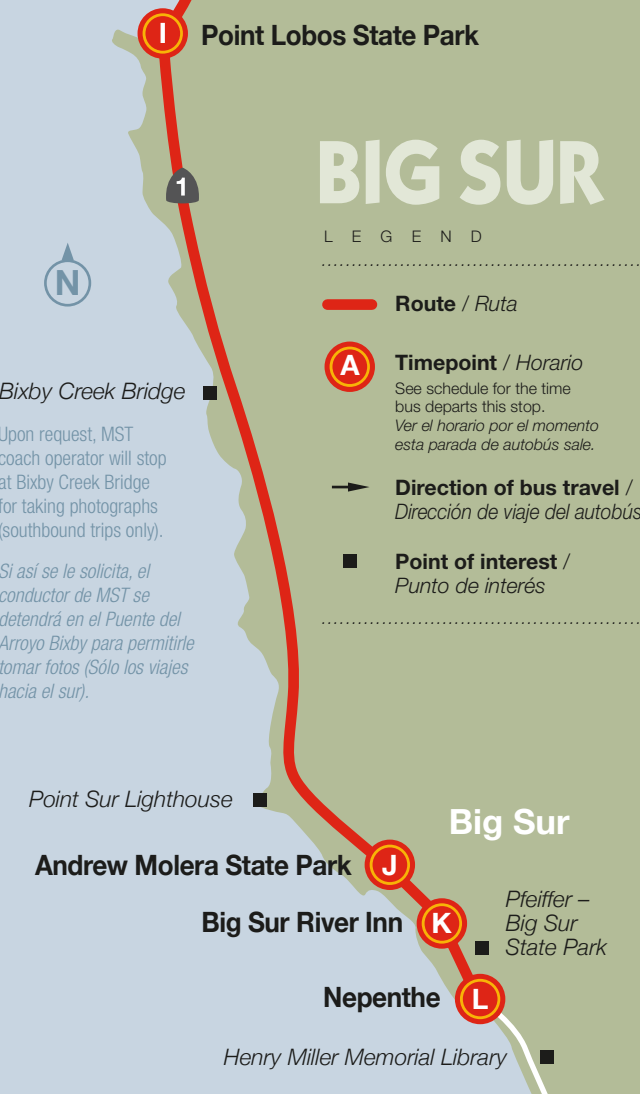 I
Point Lobos State Park
1
BIG SUR
LEGEND
N
Route / Ruta
A
Timepoint / Horario
See schedule for the time
bus departs this stop.
Ver el horario por el momento
esta parada de autobús sale.
Direction of bus travel /
Dirección de viaje del autobús
Point of interest /
Punto de interés
Bixby Creek Bridge
Upon request, MST
coach operator will stop
at Bixby Creek Bridge
for taking photographs
(southbound trips only).
Si así se le solicita, el
conductor de MST se
detendrá en el Puente del
Arroyo Bixby para permitirle
tomar fotos (Sólo los viajes
hacia el sur).
Point Sur Lighthouse
Big Sur
Andrew Molera State Park
J
Big Sur River Inn
K
Pfeiffer –
Big Sur
State Park
Nepenthe
L
Henry Miller Memorial Library